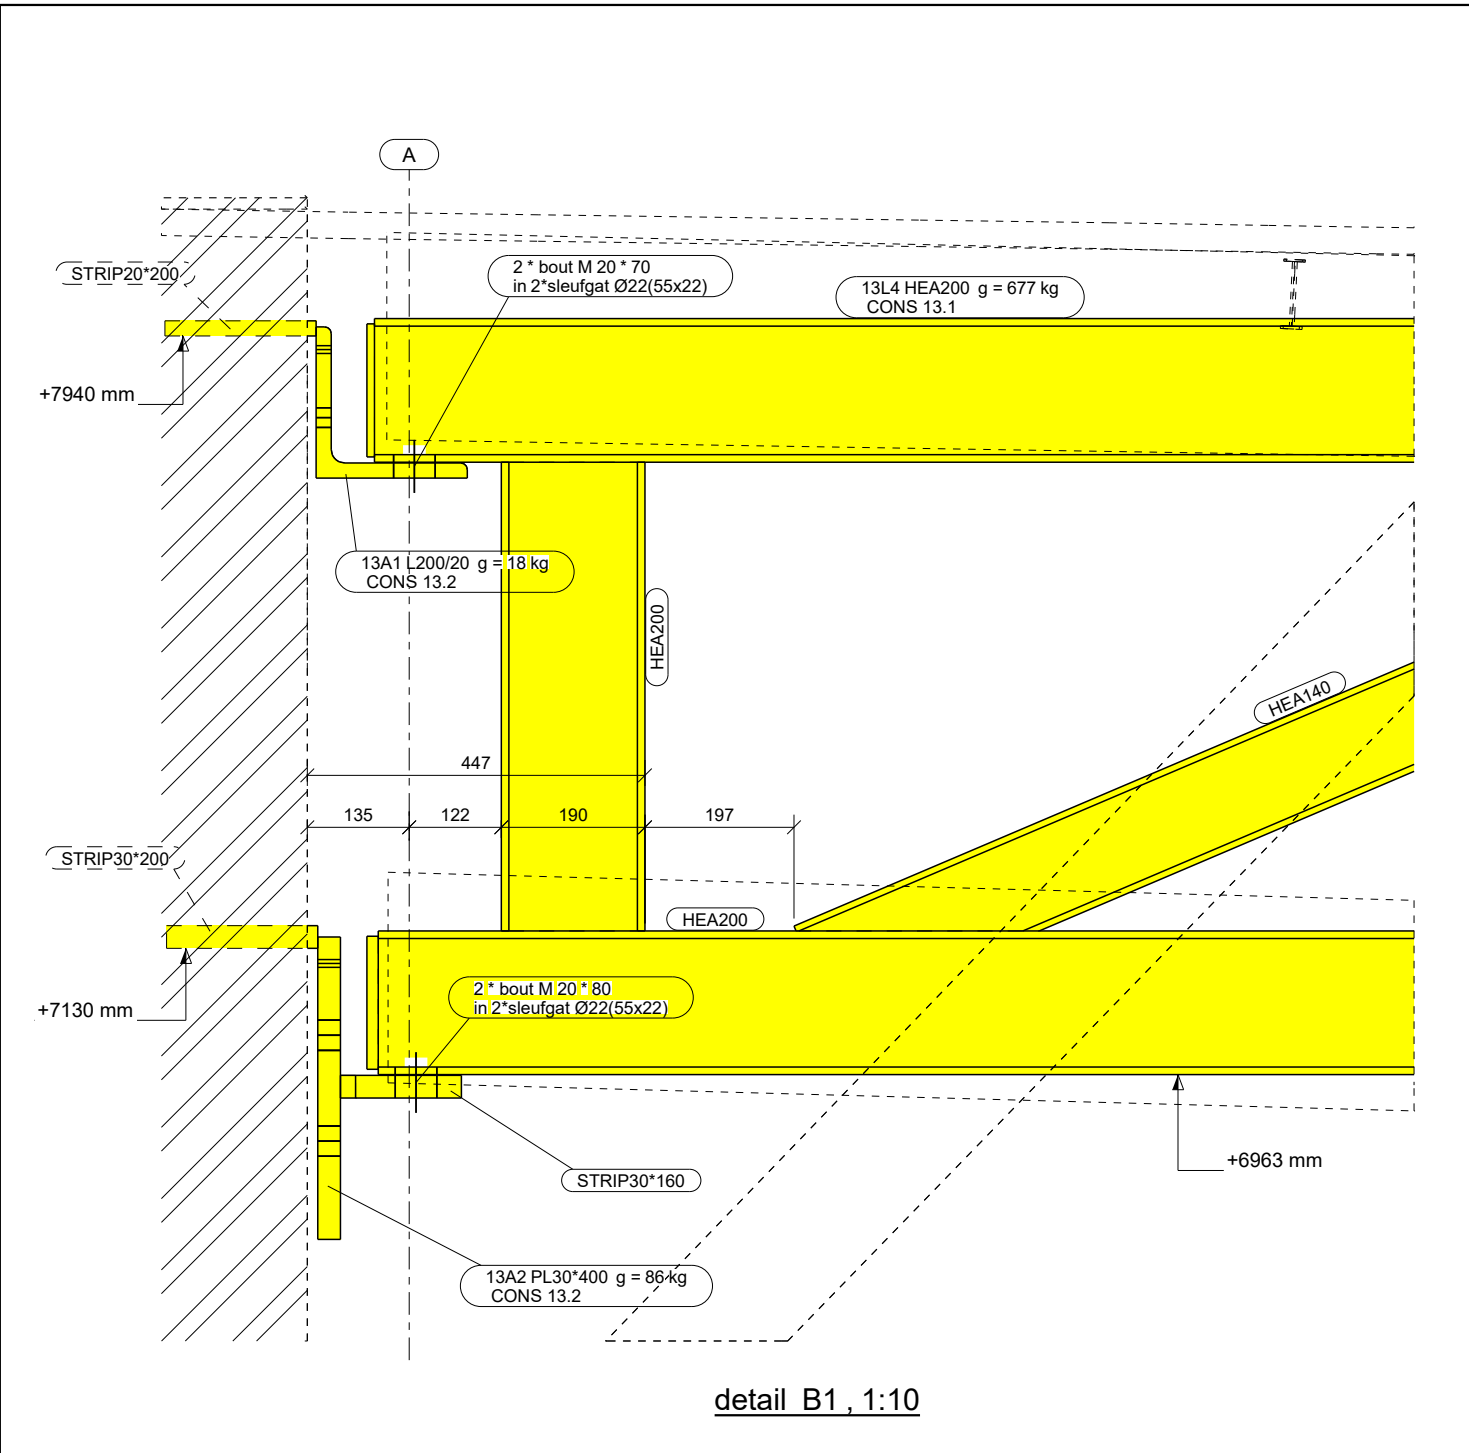 A
STRIP20*200
2 * bout M 20 * 70
in 2*sleufgat Ø22(55x22)
13L4 HEA200 g = 677 kg
CONS 13.1
+7940 mm
13A1 L200/20 g = 18 kg
CONS 13.2
HEA200
HEA140
447
135
122
190
197
STRIP30*200
HEA200
2 * bout M 20 * 80
in 2*sleufgat Ø22(55x22)
+7130 mm
+6963 mm
STRIP30*160
13A2 PL30*400 g = 86 kg
CONS 13.2
detail B1 , 1:10